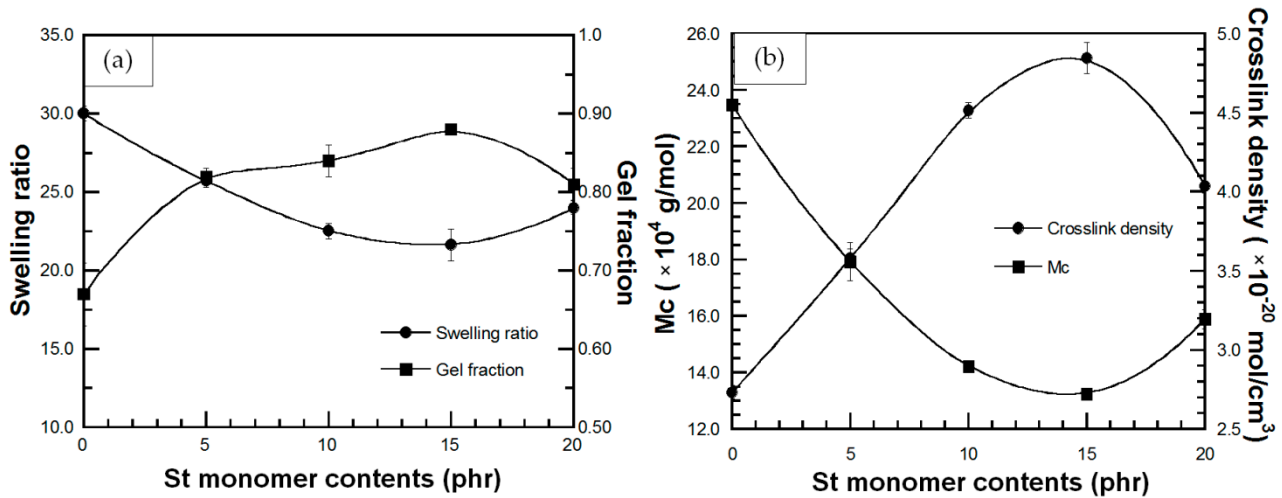 (a)
35.0
30.0
25.0
20.0
15.0
10.0
Swelling ratio
1.0
0.90
0.80
0.70
0.60
0.50
Gel fraction
Swelling ratio
Gel fraction
0 5 10 15 20
St monomer contents (phr)
(b)
26.0
24.0
22.0
20.0
18.0
16.0
14.0
12.0
Mc ( × 10⁴ g/mol)
5.0
4.5
4.0
3.5
3.0
2.5
Crosslink
density ( ×10⁻²⁰ mol/cm³)
Crosslink density
Mc
0 5 10 15 20
St monomer contents (phr)